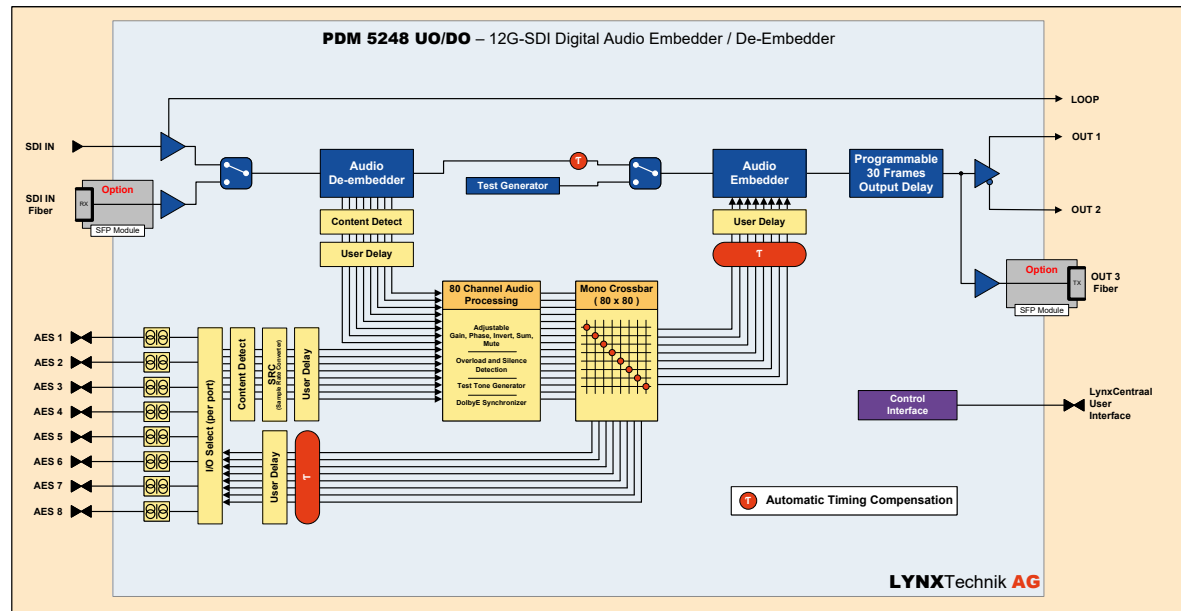 PDM 5248 UO/DO – 12G-SDI Digital Audio Embedder / De-Embedder
LOOP
SDI IN
OUT 1
Audio
De-embedder
τ
Test Generator
Audio
Embedder
Programmable
30 Frames
Output Delay
Option
RX
SFP Module
SDI IN
Fiber
OUT 2
Content Detect
User Delay
User Delay
τ
Option
TX
SFP Module
OUT 3
Fiber
80 Channel Audio
Processing
Adjustable
Gain, Phase, Invert, Sum,
Mute
Overload and Silence
Detection
Test Tone Generator
DolbyE Synchronizer
Mono Crossbar
( 80 x 80 )
AES 1
AES 2
AES 3
AES 4
AES 5
AES 6
AES 7
AES 8
I/O Select (per port)
Content Detect
SRC
(Sample Rate Converter)
User Delay
User Delay
τ
Control
Interface
LynxCentraal
User
Interface
τ Automatic Timing Compensation
LYNXTechnik AG